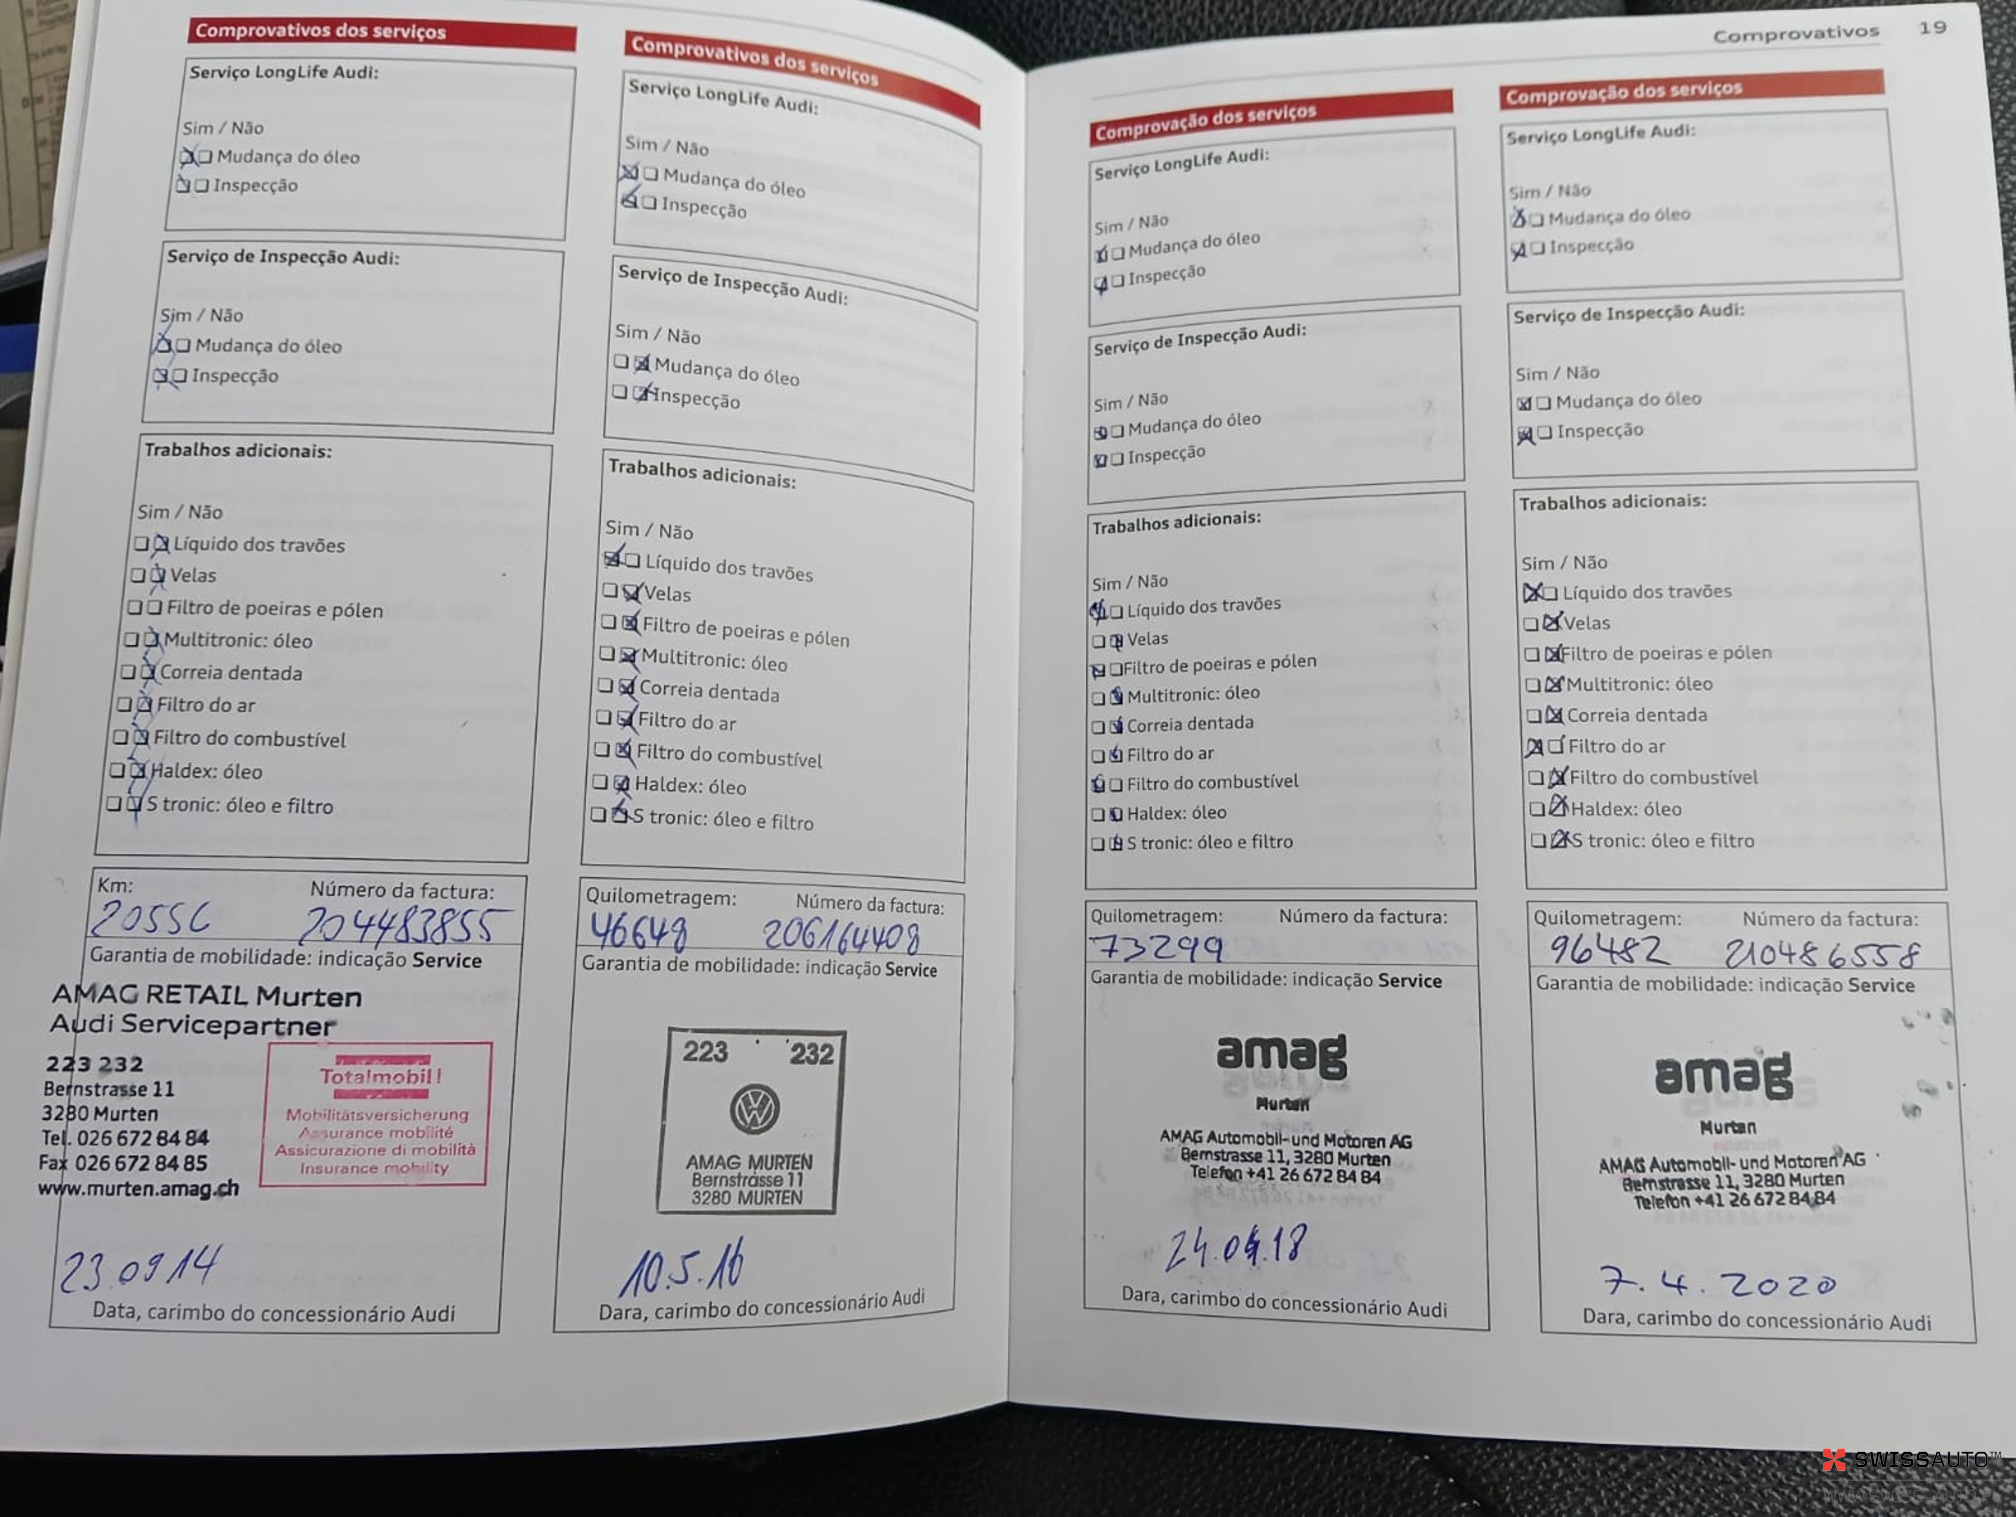 Comprovativos dos serviços
Serviço LongLife Audi:
Sim / Não
Mudança do óleo
Inspecção
Serviço de Inspecção Audi:
Sim / Não
Mudança do óleo
Inspecção
Trabalhos adicionais:
Sim / Não
Líquido dos travões
Velas
Filtro de poeiras e pólen
Multitronic: óleo
Correia dentada
Filtro do ar
Filtro do combustível
Haldex: óleo
S tronic: óleo e filtro
Km: Número da factura:
204483855
Garantia de mobilidade: indicação Service
AMAG RETAIL Murten
Audi Servicepartner
223 232
Bernstrasse 11
3280 Murten
Tel. 026 672 84 84
Fax 026 672 84 85
www.murten.amag.ch
Totalmobil!
Mobilitätsversicherung
Assurance mobilité
Assicurazione di mobilità
Insurance mobility
23.09.14
Data, carimbo do concessionário Audi
Comprovativos dos serviços
Serviço LongLife Audi:
Sim / Não
Mudança do óleo
Inspecção
Serviço de Inspecção Audi:
Sim / Não
Mudança do óleo
Inspecção
Trabalhos adicionais:
Sim / Não
Líquido dos travões
Velas
Filtro de poeiras e pólen
Multitronic: óleo
Correia dentada
Filtro do ar
Filtro do combustível
Haldex: óleo
S tronic: óleo e filtro
Quilometragem: Número da factura:
46648 206164408
Garantia de mobilidade: indicação Service
223 232
AMAG MURTEN
Bernstrasse 11
3280 MURTEN
10.5.16
Dara, carimbo do concessionário Audi
Comprovativos 19
Comprovação dos serviços
Serviço LongLife Audi:
Sim / Não
Mudança do óleo
Inspecção
Serviço de Inspecção Audi:
Sim / Não
Mudança do óleo
Inspecção
Trabalhos adicionais:
Sim / Não
Líquido dos travões
Velas
Filtro de poeiras e pólen
Multitronic: óleo
Correia dentada
Filtro do ar
Filtro do combustível
Haldex: óleo
S tronic: óleo e filtro
Quilometragem: Número da factura:
73299
Garantia de mobilidade: indicação Service
amag
Murten
AMAG Automobil- und Motoren AG
Bernstrasse 11, 3280 Murten
Telefon +41 26 672 84 84
24.04.18
Dara, carimbo do concessionário Audi
Comprovação dos serviços
Serviço LongLife Audi:
Sim / Não
Mudança do óleo
Inspecção
Serviço de Inspecção Audi:
Sim / Não
Mudança do óleo
Inspecção
Trabalhos adicionais:
Sim / Não
Líquido dos travões
Velas
Filtro de poeiras e pólen
Multitronic: óleo
Correia dentada
Filtro do ar
Filtro do combustível
Haldex: óleo
S tronic: óleo e filtro
Quilometragem: Número da factura:
96482 210486558
Garantia de mobilidade: indicação Service
amag
Murten
AMAG Automobil- und Motoren AG
Bernstrasse 11, 3280 Murten
Telefon +41 26 672 84 84
7.4.2020
Dara, carimbo do concessionário Audi
SWISSAUTO™